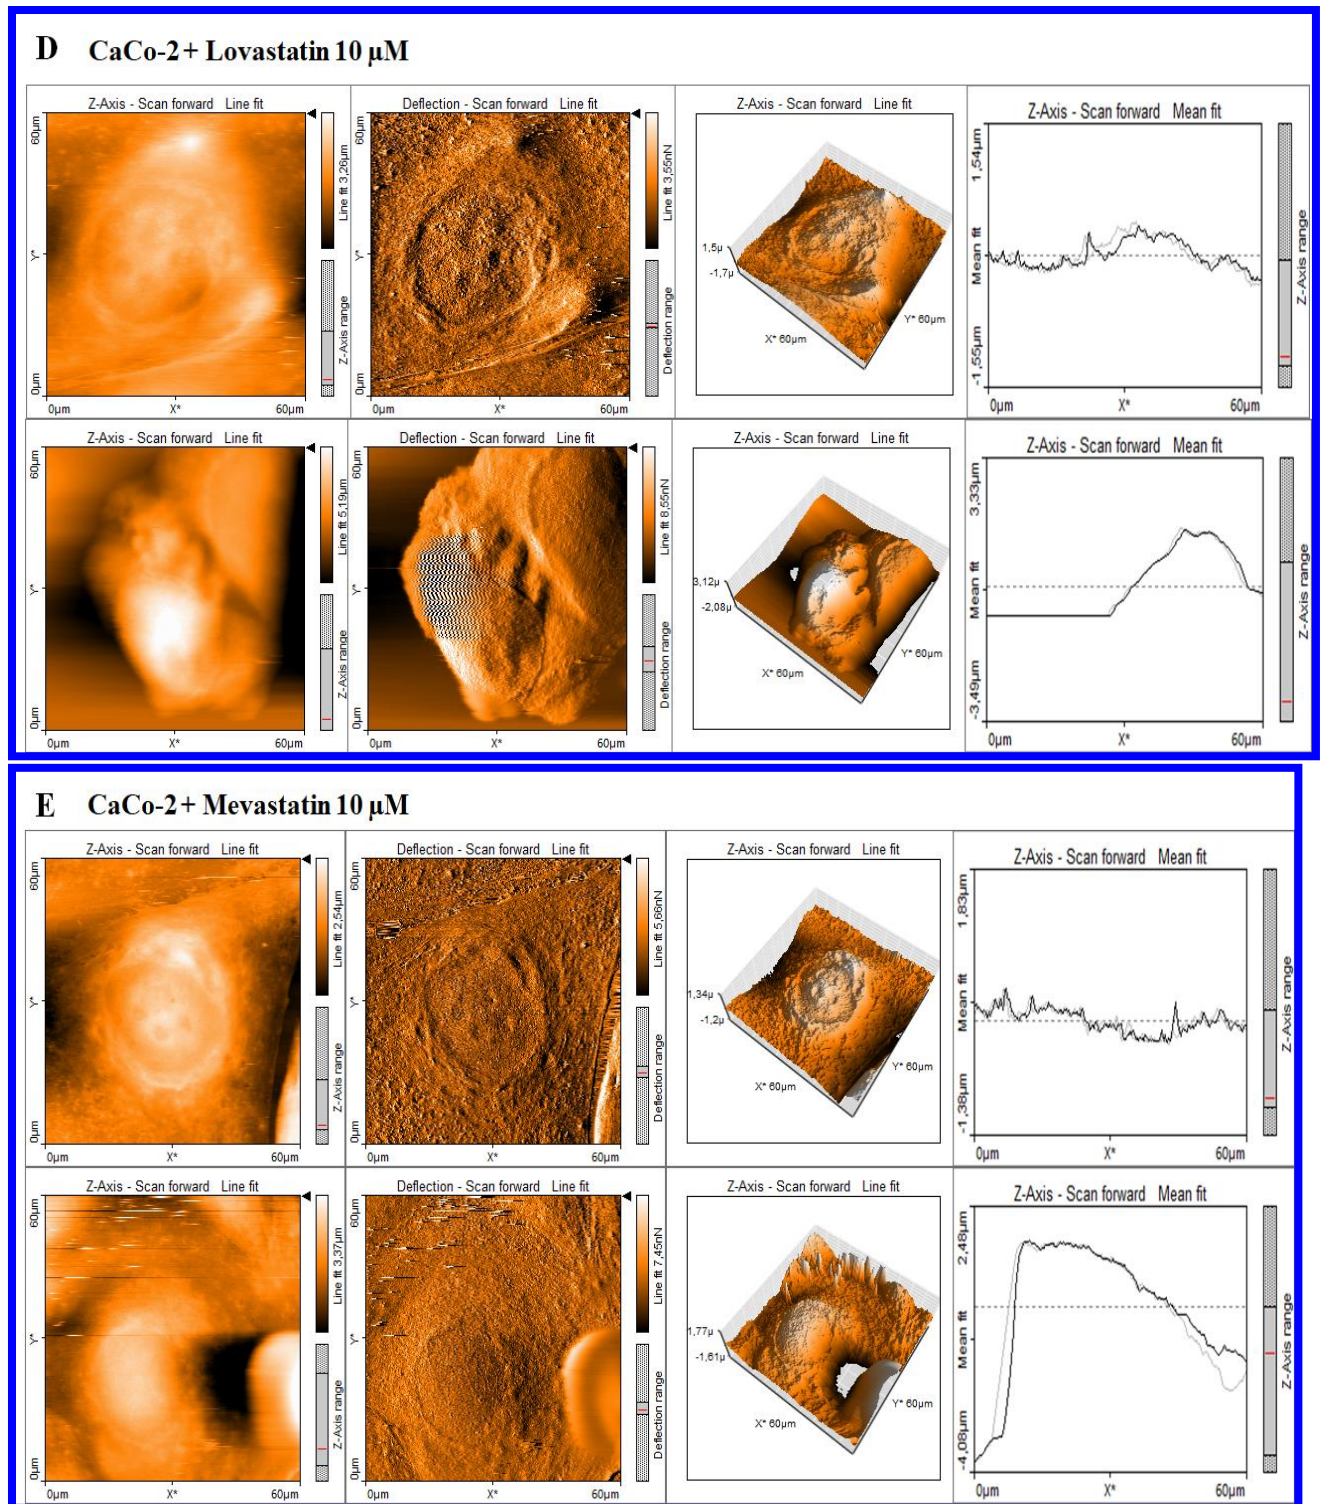 D CaCo-2 + Lovastatin 10 µM
Z-Axis - Scan forward Line fit
60µm
Y*
0µm
0µm X* 60µm
Line fit 3,26µm
Z-Axis range
Deflection - Scan forward Line fit
60µm
Y*
0µm
0µm X* 60µm
Line fit 3,55nN
Deflection range
Z-Axis - Scan forward Line fit
1,5µ
-1,7µ
X* 60µm
Y* 60µm
Z-Axis - Scan forward Mean fit
1,54µm
Mean fit
-1,55µm
0µm X* 60µm
Z-Axis range
Z-Axis - Scan forward Line fit
60µm
Y*
0µm
0µm X* 60µm
Line fit 5,19µm
Z-Axis range
Deflection - Scan forward Line fit
60µm
Y*
0µm
0µm X* 60µm
Line fit 8,55nN
Deflection range
Z-Axis - Scan forward Line fit
3,12µ
-2,08µ
X* 60µm
Y* 60µm
Z-Axis - Scan forward Mean fit
3,33µm
Mean fit
-3,49µm
0µm X* 60µm
Z-Axis range
E CaCo-2 + Mevastatin 10 µM
Z-Axis - Scan forward Line fit
60µm
Y*
0µm
0µm X* 60µm
Line fit 2,54µm
Z-Axis range
Deflection - Scan forward Line fit
60µm
Y*
0µm
0µm X* 60µm
Line fit 5,66nN
Deflection range
Z-Axis - Scan forward Line fit
1,34µ
-1,2µ
X* 60µm
Y* 60µm
Z-Axis - Scan forward Mean fit
1,83µm
Mean fit
-1,38µm
0µm X* 60µm
Z-Axis range
Z-Axis - Scan forward Line fit
60µm
Y*
0µm
0µm X* 60µm
Line fit 3,37µm
Z-Axis range
Deflection - Scan forward Line fit
60µm
Y*
0µm
0µm X* 60µm
Line fit 7,45nN
Deflection range
Z-Axis - Scan forward Line fit
1,77µ
-1,61µ
X* 60µm
Y* 60µm
Z-Axis - Scan forward Mean fit
2,48µm
Mean fit
-4,08µm
0µm X* 60µm
Z-Axis range